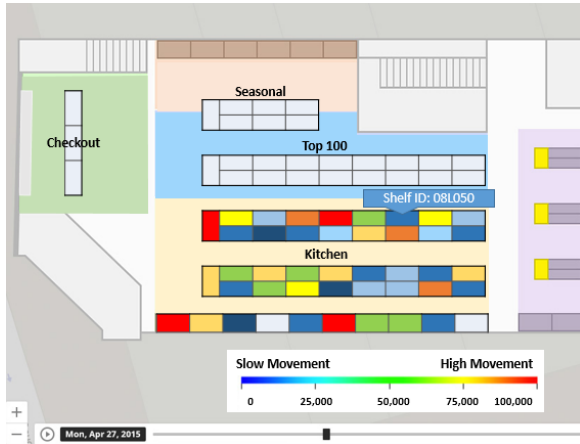 Seasonal
Checkout
Top 100
Shelf ID: 08L050
Kitchen
Slow Movement High Movement
0 25,000 50,000 75,000 100,000
+
− Mon, Apr 27, 2015